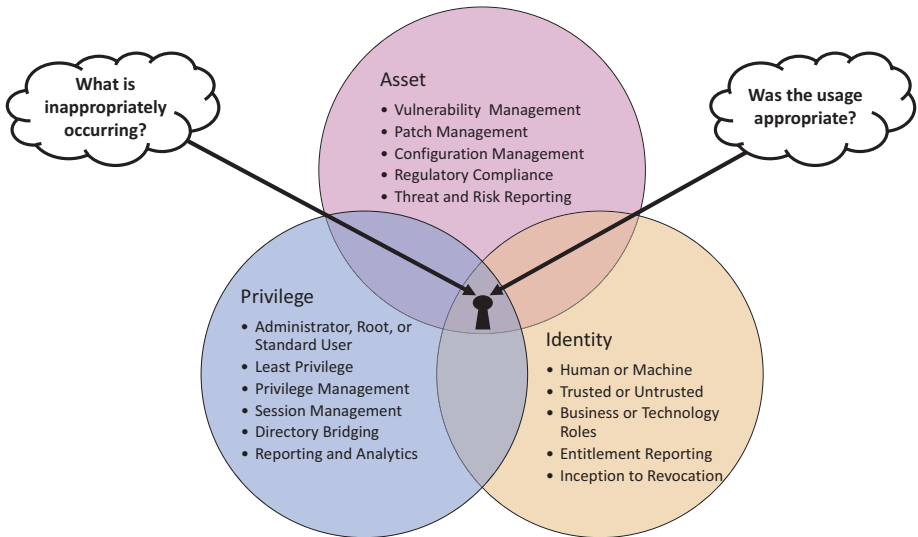 What is
inappropriately
occurring?
Asset
• Vulnerability Management
• Patch Management
• Configuration Management
• Regulatory Compliance
• Threat and Risk Reporting
Was the usage
appropriate?
Privilege
• Administrator, Root, or
Standard User
• Least Privilege
• Privilege Management
• Session Management
• Directory Bridging
• Reporting and Analytics
Identity
• Human or Machine
• Trusted or Untrusted
• Business or Technology
Roles
• Entitlement Reporting
• Inception to Revocation